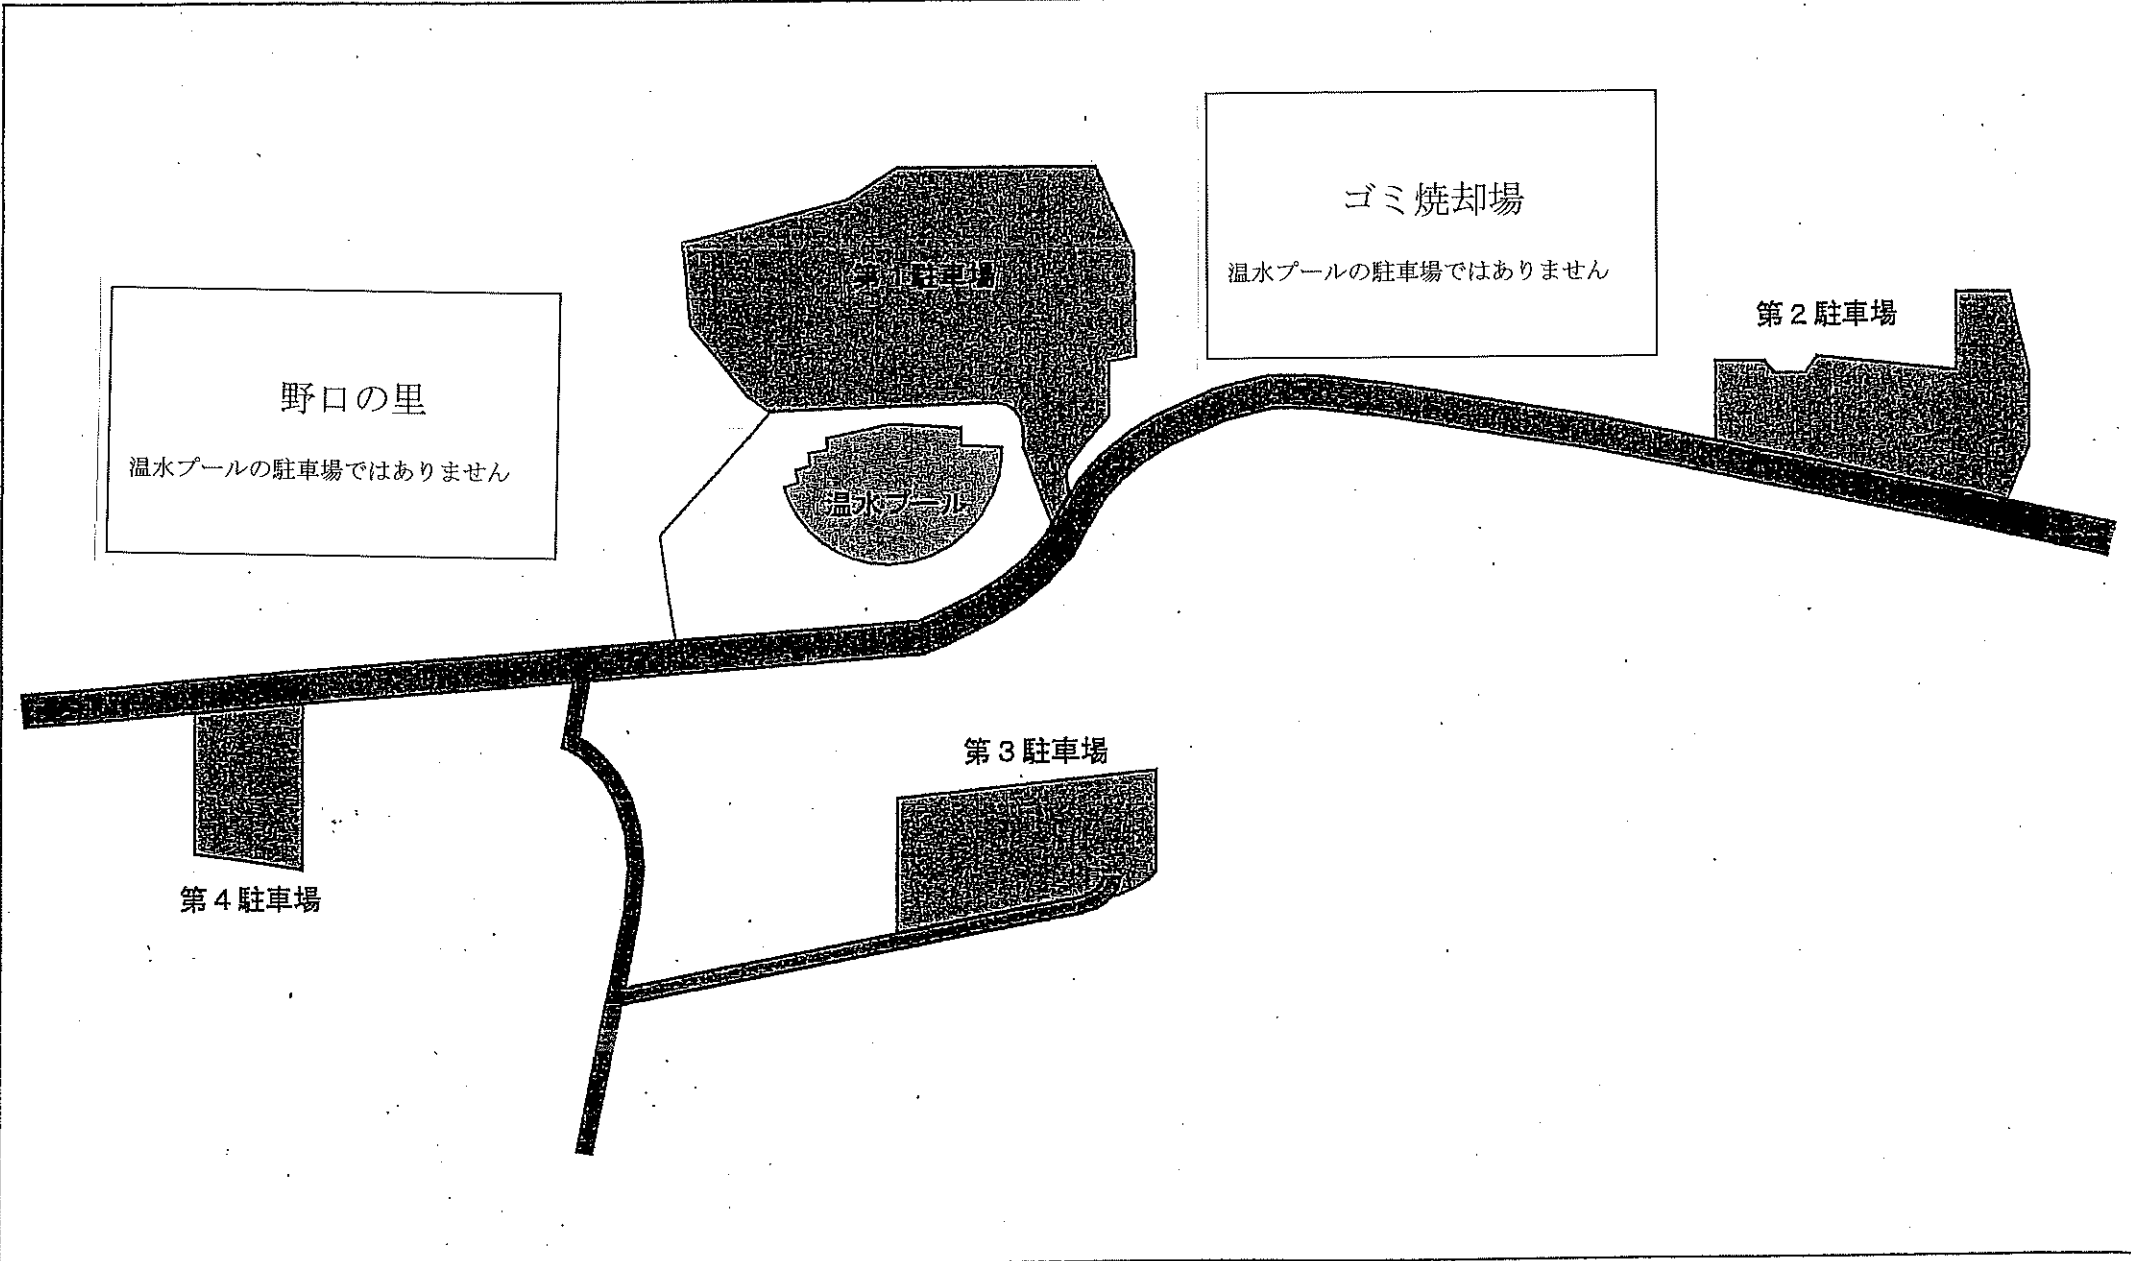 ゴミ焼却場
温水プールの駐車場ではありません
第1駐車場
第2駐車場
野口の里
温水プールの駐車場ではありません
温水プール
第3駐車場
第4駐車場